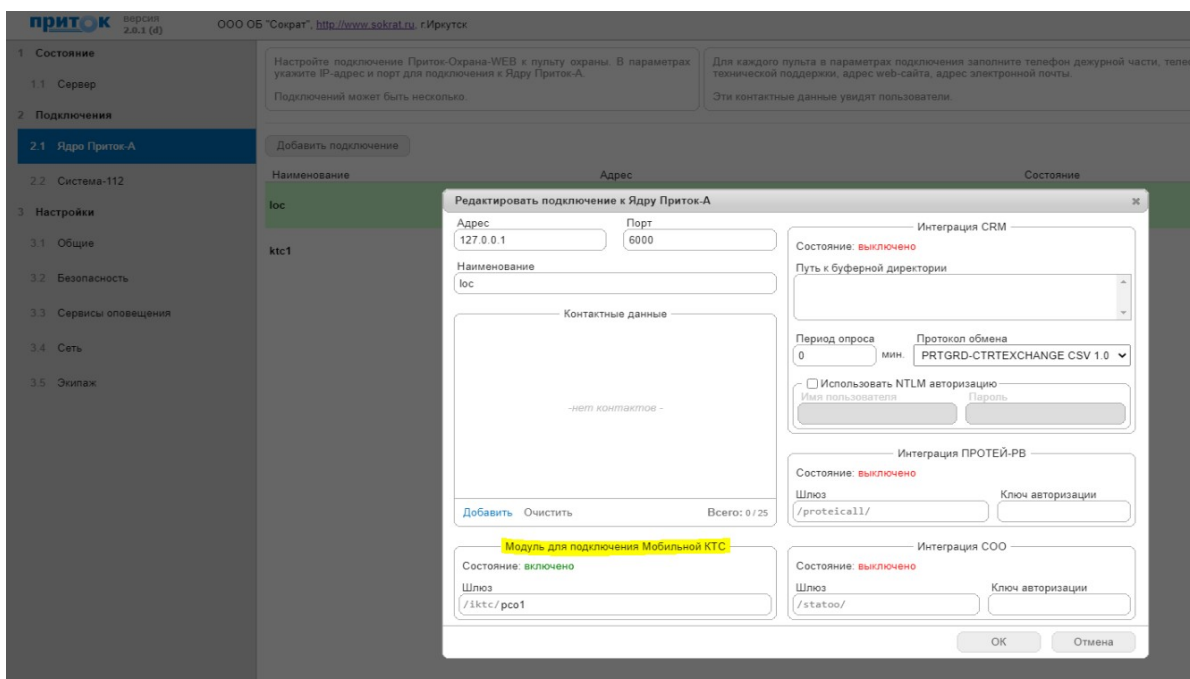 ПРИТОК
версия
2.0.1 (d)
ООО ОБ "Сократ", http://www.sokrat.ru, г.Иркутск
1 Состояние
1.1 Сервер
2 Подключения
2.1 Ядро Приток-А
2.2 Система-112
3 Настройки
3.1 Общие
3.2 Безопасность
3.3 Сервисы оповещения
3.4 Сеть
3.5 Экипаж
Настройте подключение Приток-Охрана-WEB к пульту охраны. В параметрах
укажите IP-адрес и порт для подключения к Ядру Приток-А.
Подключений может быть несколько.
Для каждого пульта в параметрах подключения заполните телефон дежурной части,
технической поддержки, адрес web-сайта, адрес электронной почты.
Эти контактные данные увидят пользователи.
Добавить подключение
Наименование Адрес Состояние
loc
ktc1
Редактировать подключение к Ядру Приток-А
Адрес Порт
127.0.0.1 6000
Наименование
loc
Контактные данные
-нет контактов -
Добавить Очистить Всего: 0 / 25
Модуль для подключения Мобильной КТС
Состояние: включено
Шлюз
/iktc/pco1
Интеграция CRM
Состояние: выключено
Путь к буферной директории
Период опроса Протокол обмена
0 мин. PRTGRD-CTRTEXCHANGE CSV 1.0
Использовать NTLM авторизацию
Имя пользователя Пароль
Интеграция ПРОТЕЙ-РВ
Состояние: выключено
Шлюз Ключ авторизации
/proteicall/
Интеграция СОО
Состояние: выключено
Шлюз Ключ авторизации
/statoo/
OK Отмена